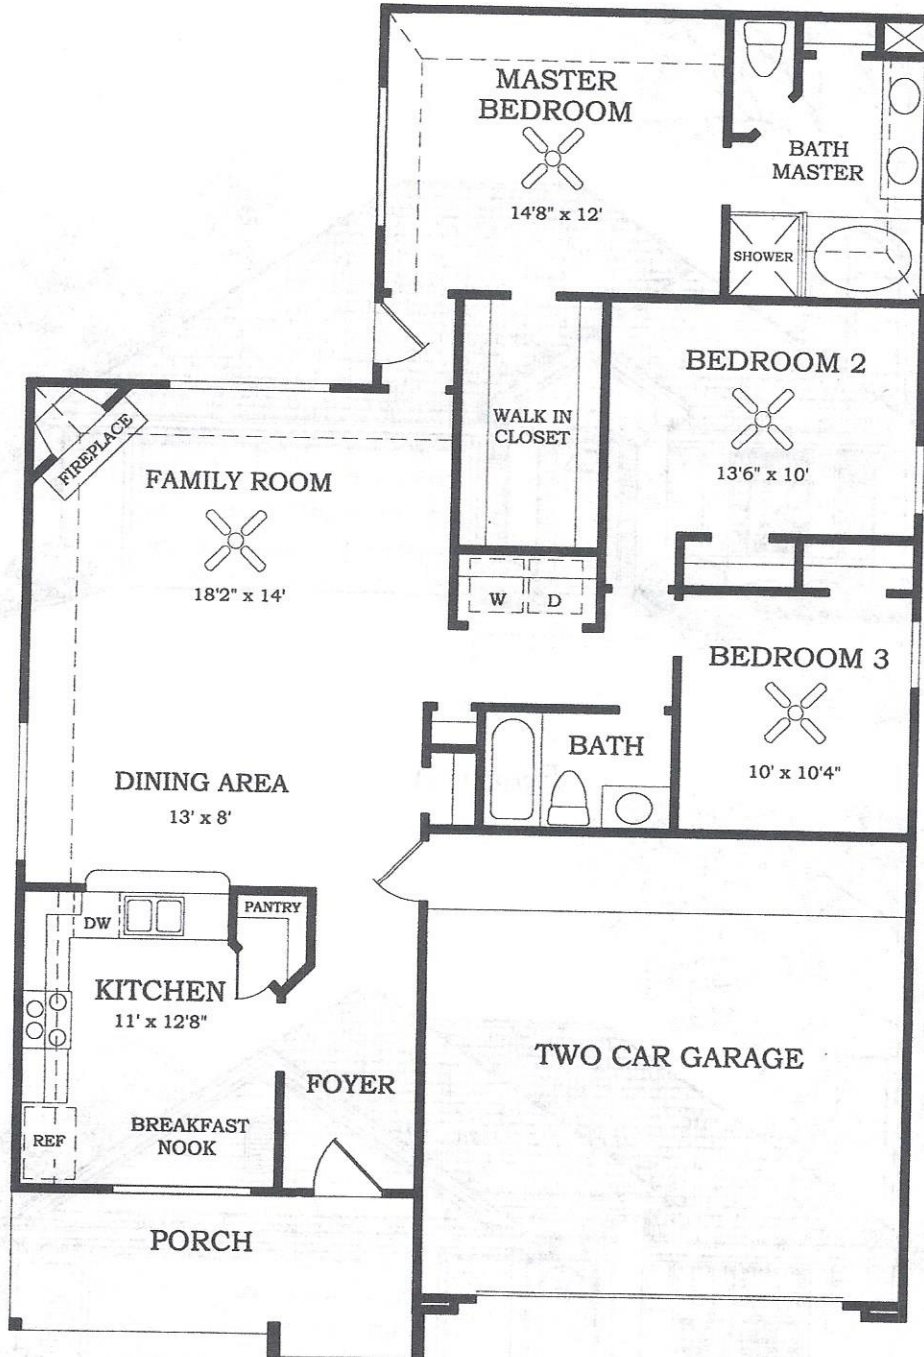 MASTER
BEDROOM
14'8" x 12'
BATH
MASTER
SHOWER
BEDROOM 2
13'6" x 10'
WALK IN
CLOSET
FIREPLACE
FAMILY ROOM
18'2" x 14'
W
D
BEDROOM 3
10' x 10'4"
BATH
DINING AREA
13' x 8'
DW
PANTRY
KITCHEN
11' x 12'8"
TWO CAR GARAGE
FOYER
REF
BREAKFAST
NOOK
PORCH